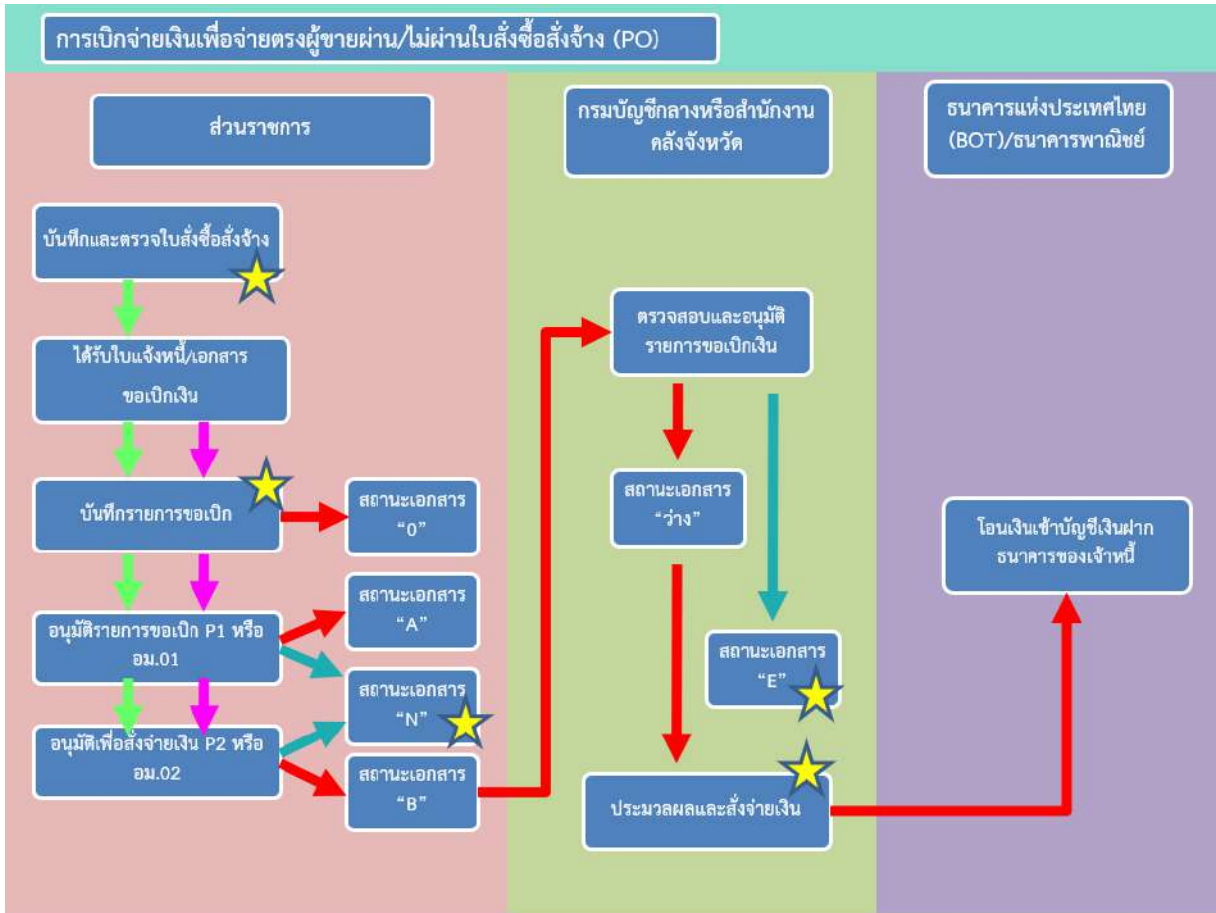 การเบิกจ่ายเงินเพื่อจ่ายตรงผู้ขายผ่าน/ไม่ผ่านใบสั่งซื้อสั่งจ้าง (PO)
ส่วนราชการ
กรมบัญชีกลางหรือสำนักงาน
คลังจังหวัด
ธนาคารแห่งประเทศไทย
(BOT)/ธนาคารพาณิชย์
บันทึกและตรวจใบสั่งซื้อสั่งจ้าง
ได้รับใบแจ้งหนี้/เอกสาร
ขอเบิกเงิน
บันทึกรายการขอเบิก
สถานะเอกสาร
“0”
อนุมัติรายการขอเบิก P1 หรือ
อม.01
สถานะเอกสาร
“A”
สถานะเอกสาร
“N”
อนุมัติเพื่อสั่งจ่ายเงิน P2 หรือ
อม.02
สถานะเอกสาร
“B”
ตรวจสอบและอนุมัติ
รายการขอเบิกเงิน
สถานะเอกสาร
“ว่าง”
สถานะเอกสาร
“E”
ประมวลผลและสั่งจ่ายเงิน
โอนเงินเข้าบัญชีเงินฝาก
ธนาคารของเจ้าหนี้